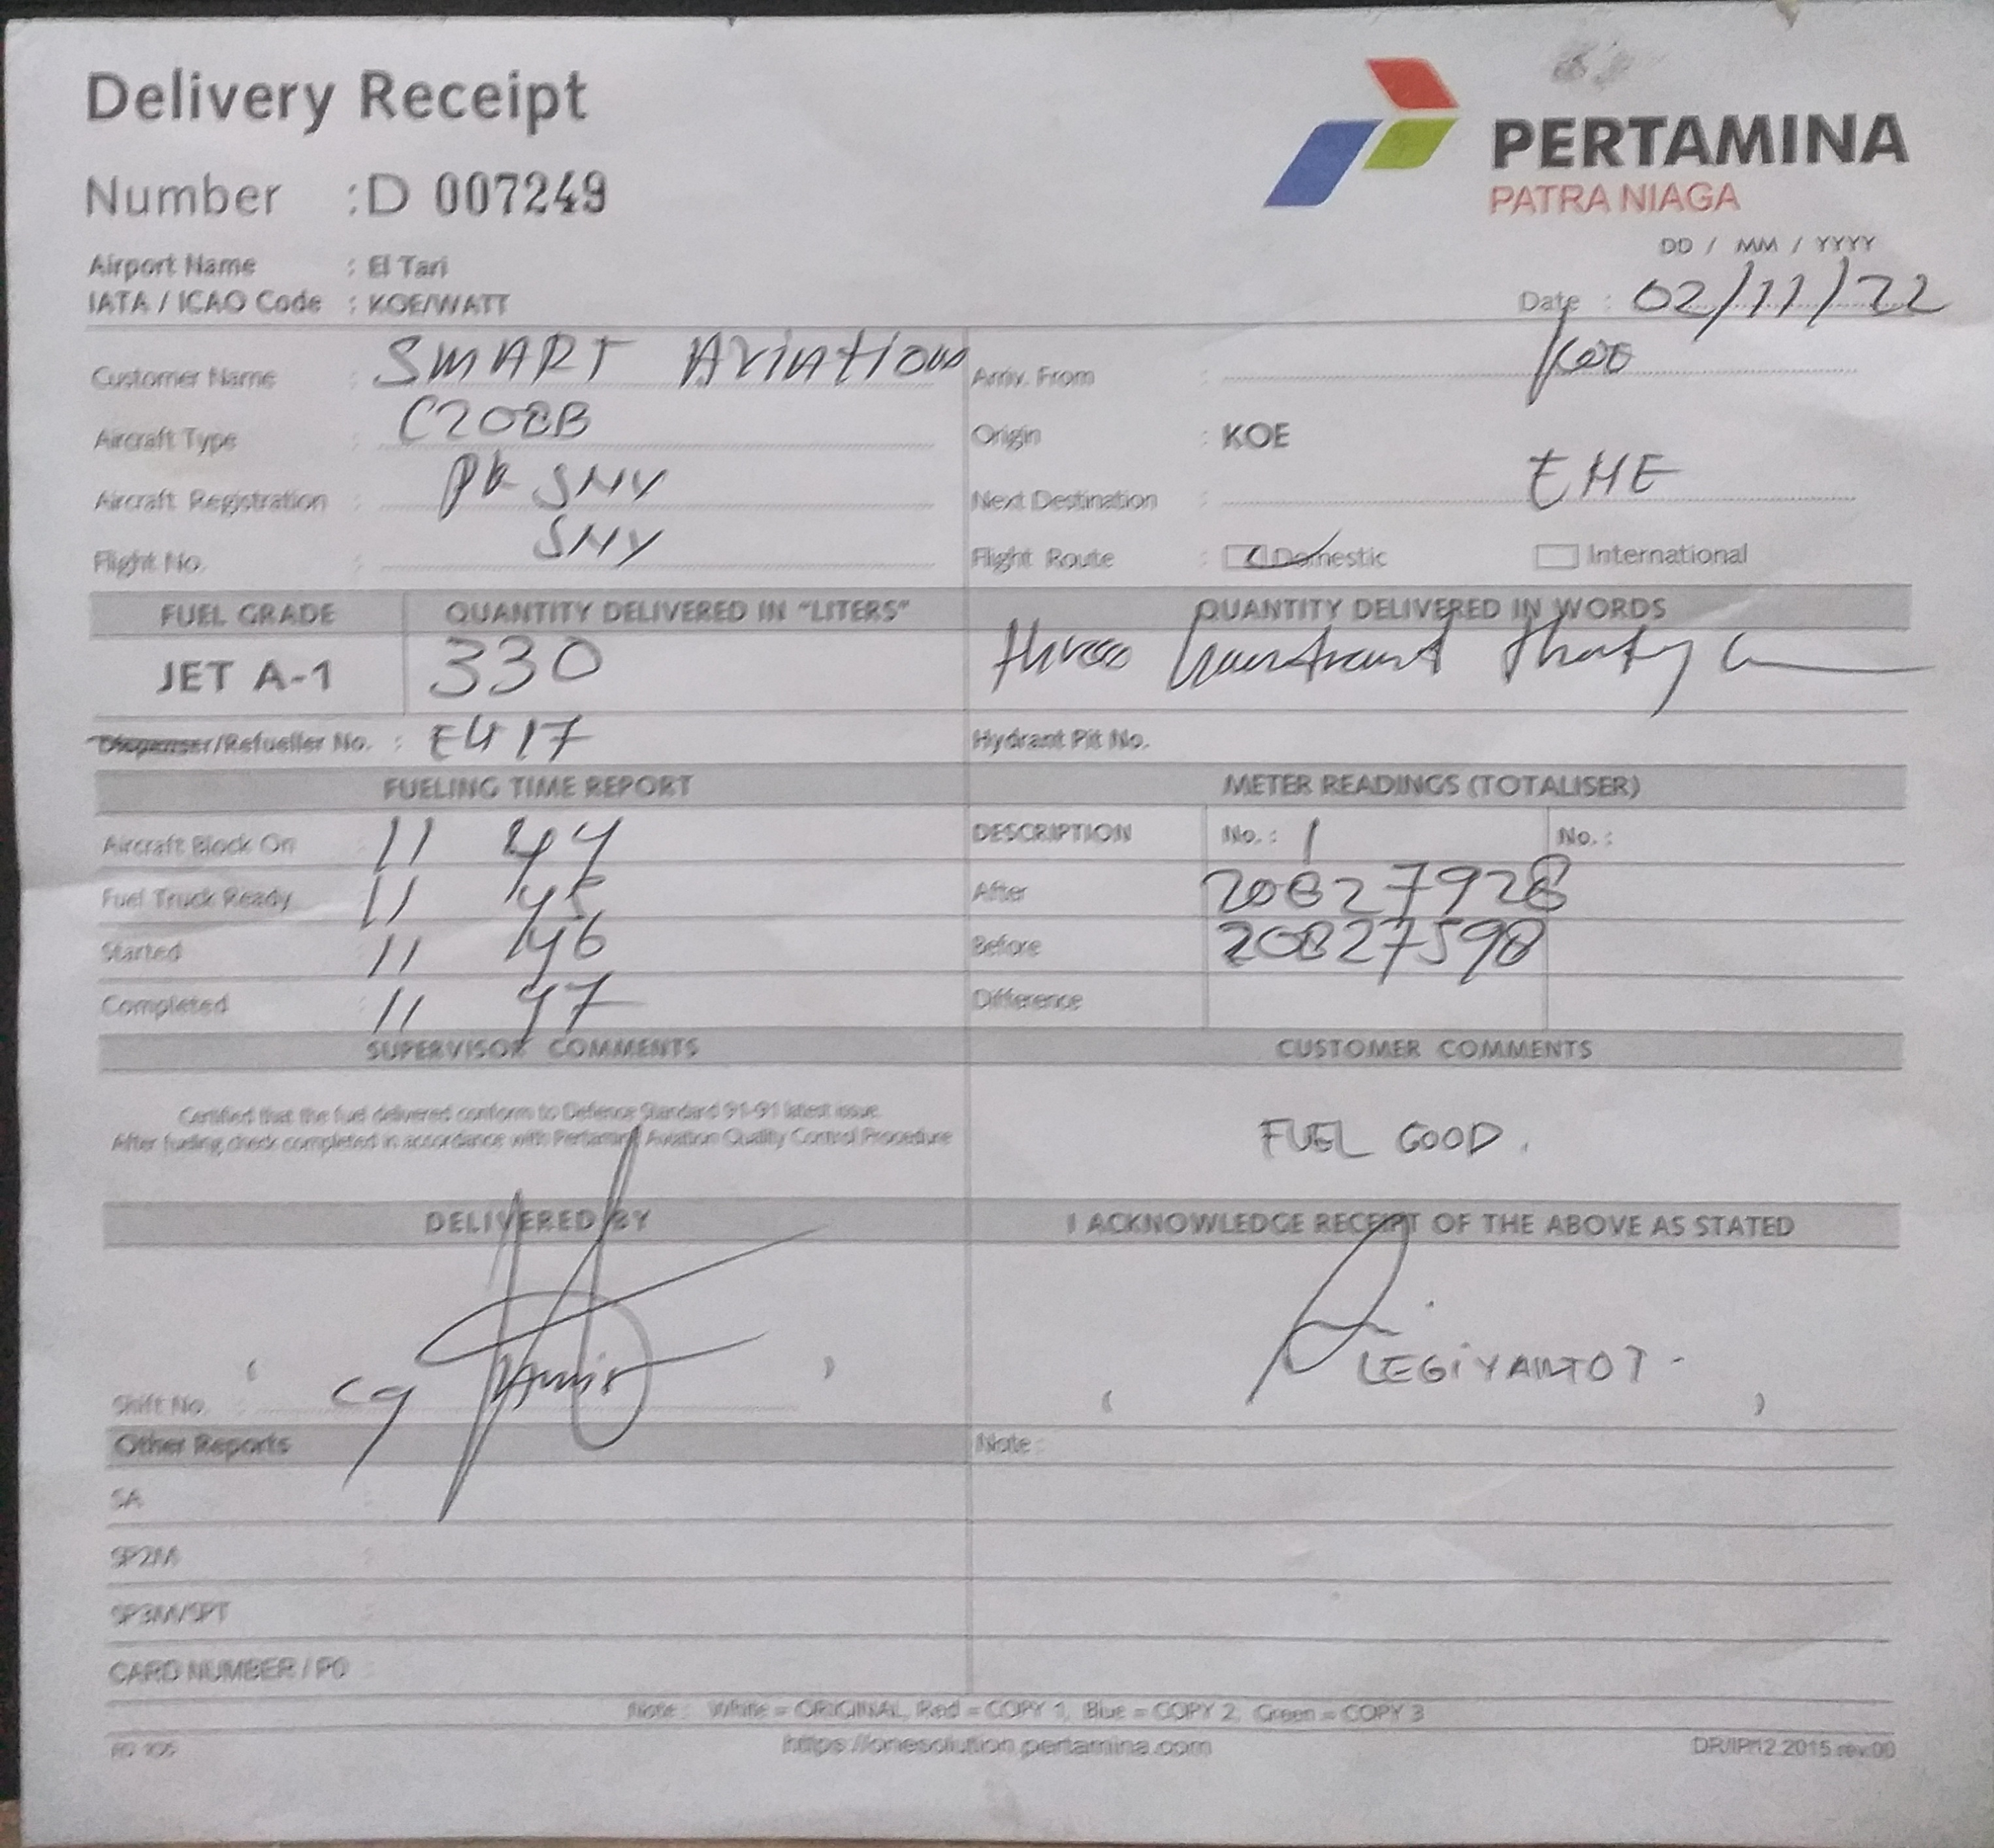 Delivery Receipt
PERTAMINA
PATRA NIAGA
Number : D 007249
DD / MM / YYYY
Airport Name : El Tari
IATA / ICAO Code : KOE/WATT
Date : 02/11/22
Customer Name : SMART Aviation
Arriv. From :
Aircraft Type : C208B
Origin : KOE
Aircraft Registration : PK SNY
Next Destination :
Flight No. : SNY
Flight Route : Domestic International
FUEL GRADE QUANTITY DELIVERED IN "LITERS" QUANTITY DELIVERED IN WORDS
JET A-1 330 three
Dispenser/Refueller No. : E417
Hydrant Pit No.
FUELING TIME REPORT METER READINGS (TOTALISER)
Aircraft Block On : 11 44
DESCRIPTION No. : 1 No. :
Fuel Truck Ready : 11 45
After 20827928
Started : 11 46
Before 20827598
Completed : 11 47
Difference
SUPERVISOR COMMENTS CUSTOMER COMMENTS
Certified that the fuel delivered conform to Defence Standard 91-91 latest issue.
After fueling check completed in accordance with Pertamina Aviation Quality Control Procedure
FUEL GOOD.
DELIVERED BY I ACKNOWLEDGE RECEIPT OF THE ABOVE AS STATED
( )
Shift No. :
( )
Other Reports Note :
SA :
SP2M :
SP3M/SPT :
CARD NUMBER / PO :
Note : White = ORIGINAL, Red = COPY 1, Blue = COPY 2, Green = COPY 3
https://onesolution.pertamina.com